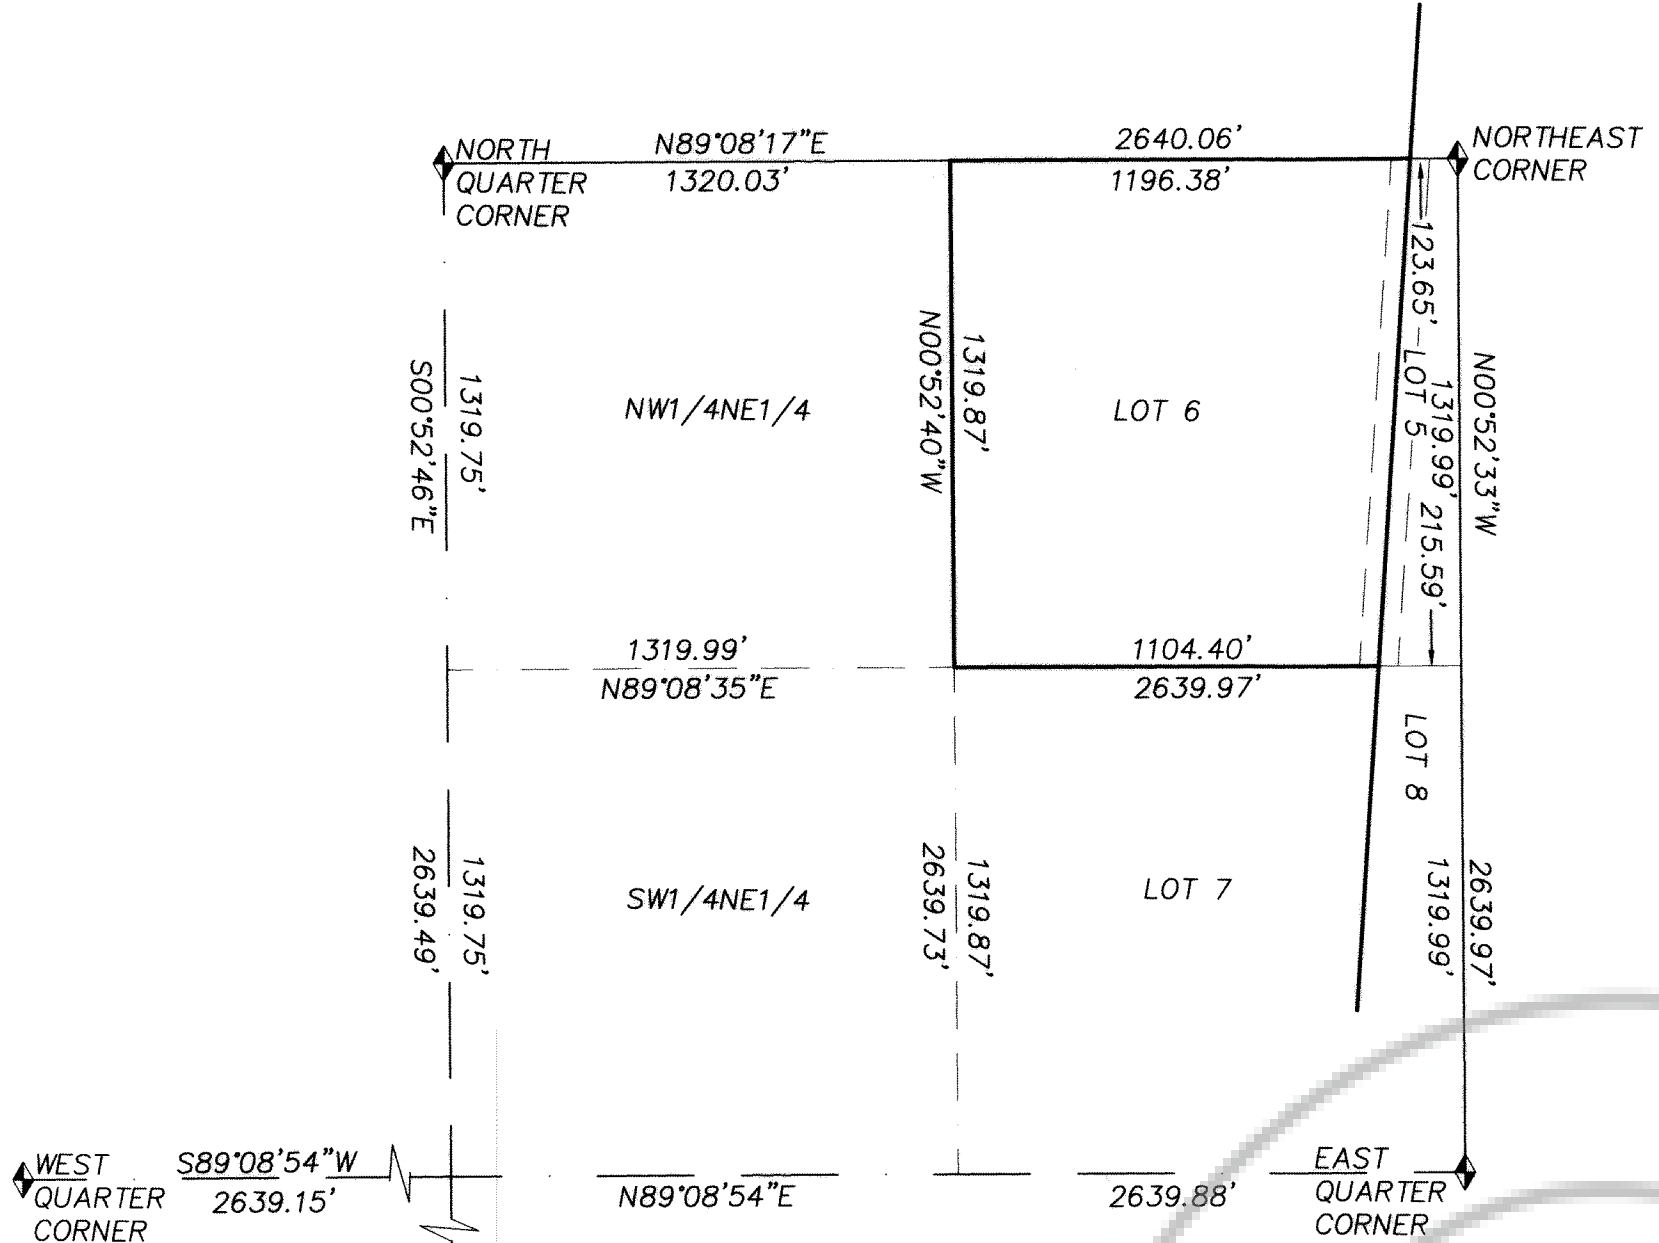 N89°08'17"E
2640.06'
NORTH
QUARTER
CORNER
1320.03'
1196.38'
NORTHEAST
CORNER
123.65'
LOT 5
1319.99'
215.59'
N00°52'33"W
S00°52'46"E
1319.75'
NW1/4NE1/4
N00°52'40"W
1319.87'
LOT 6
1319.99'
N89°08'35"E
1104.40'
2639.97'
LOT 8
2639.49'
1319.75'
SW1/4NE1/4
2639.73'
1319.87'
LOT 7
1319.99'
2639.97'
WEST
QUARTER
CORNER
S89°08'54"W
2639.15'
N89°08'54"E
2639.88'
EAST
QUARTER
CORNER